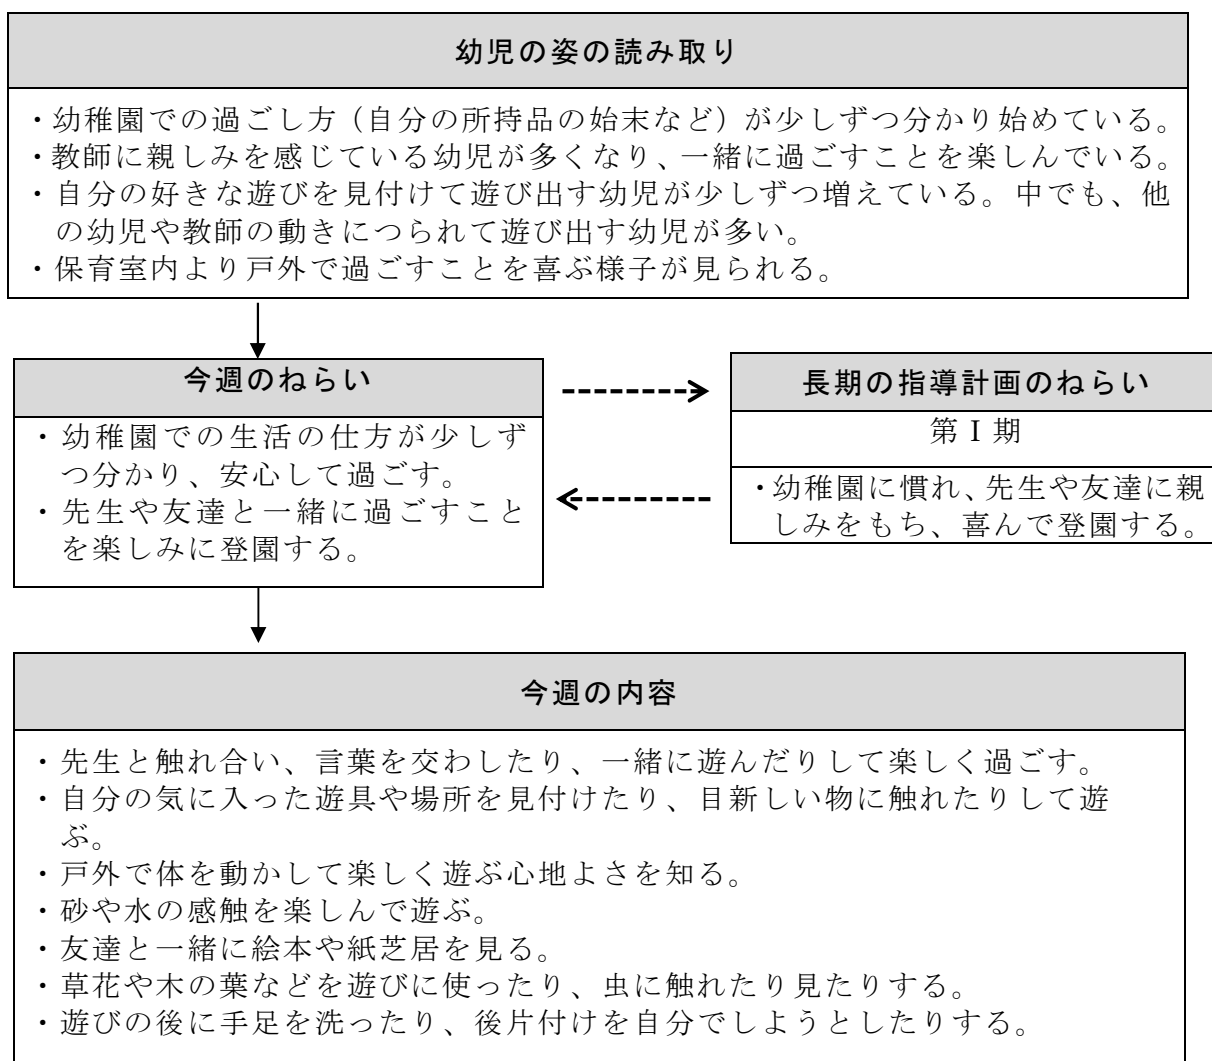 幼児の姿の読み取り
・幼稚園での過ごし方（自分の所持品の始末など）が少しずつ分かり始めている。
・教師に親しみを感じている幼児が多くなり、一緒に過ごすことを楽しんでいる。
・自分の好きな遊びを見付けて遊び出す幼児が少しずつ増えている。中でも、他
の幼児や教師の動きにつられて遊び出す幼児が多い。
・保育室内より戸外で過ごすことを喜ぶ様子が見られる。
今週のねらい
・幼稚園での生活の仕方が少しず
つ分かり、安心して過ごす。
・先生や友達と一緒に過ごすこと
を楽しみに登園する。
長期の指導計画のねらい
第Ⅰ期
・幼稚園に慣れ、先生や友達に親
しみをもち、喜んで登園する。
今週の内容
・先生と触れ合い、言葉を交わしたり、一緒に遊んだりして楽しく過ごす。
・自分の気に入った遊具や場所を見付けたり、目新しい物に触れたりして遊
ぶ。
・戸外で体を動かして楽しく遊ぶ心地よさを知る。
・砂や水の感触を楽しんで遊ぶ。
・友達と一緒に絵本や紙芝居を見る。
・草花や木の葉などを遊びに使ったり、虫に触れたり見たりする。
・遊びの後に手足を洗ったり、後片付けを自分でしようとしたりする。